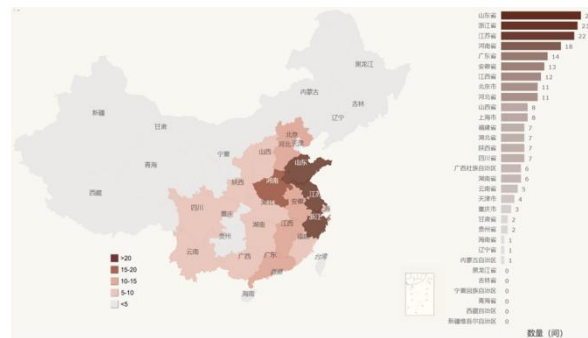 黑龙江
内蒙古
吉林
新疆
辽宁
甘肃
北京
天津
河北
宁夏
山西
山东
青海
陕西
河南
江苏
西藏
安徽
四川
重庆
浙江
湖南
江西
贵州
福建
云南
广西
广东
台湾
海南
>20
15-20
10-15
5-10
<5
山东省
浙江省 23
江苏省 22
河南省 18
广东省 14
安徽省 13
江西省 12
北京市 11
河北省 11
山西省 8
上海市 8
福建省 7
湖北省 7
陕西省 7
四川省 7
广西壮族自治区 6
湖南省 6
云南省 5
天津市 4
重庆市 3
甘肃省 2
贵州省 2
海南省 1
辽宁省 1
内蒙古自治区 1
黑龙江省 0
吉林省 0
宁夏回族自治区 0
青海省 0
西藏自治区 0
新疆维吾尔自治区 0
数量（间）